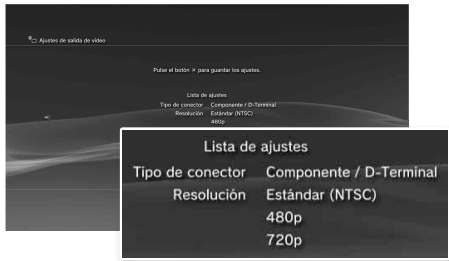 Ajustes de salida de vídeo
Pulse el botón × para guardar los ajustes.
Lista de ajustes
Tipo de conector Componente / D-Terminal
Resolución Estándar (NTSC)
480p
Lista de ajustes
Tipo de conector Componente / D-Terminal
Resolución Estándar (NTSC)
480p
720p